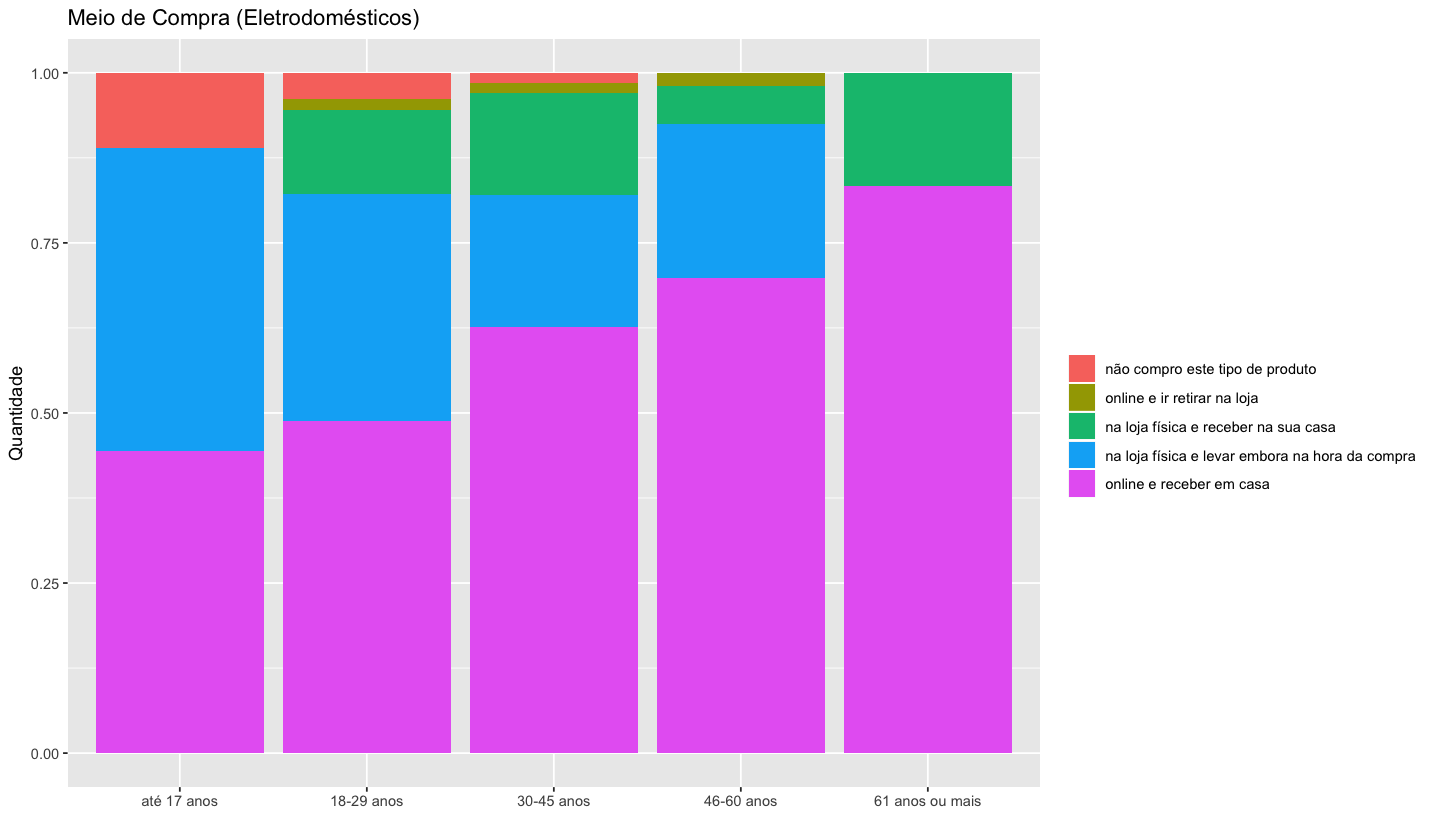 Meio de Compra (Eletrodomésticos)
Quantidade
1.00
0.75
0.50
0.25
0.00
até 17 anos
18-29 anos
30-45 anos
46-60 anos
61 anos ou mais
não compro este tipo de produto
online e ir retirar na loja
na loja física e receber na sua casa
na loja física e levar embora na hora da compra
online e receber em casa